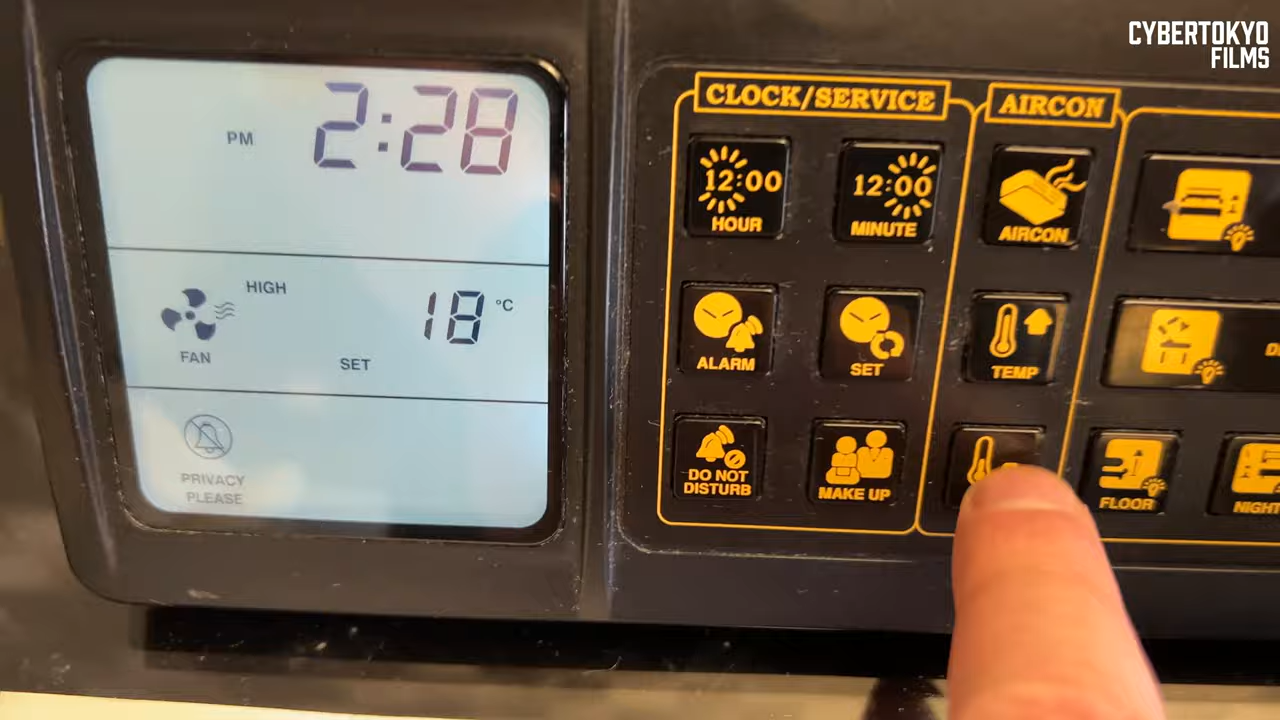 CYBERTOKYO
FILMS
PM 2:28
HIGH
18 °C
FAN
SET
PRIVACY
PLEASE
CLOCK/SERVICE
12:00
HOUR
12:00
MINUTE
ALARM
SET
DO NOT
DISTURB
MAKE UP
AIRCON
AIRCON
TEMP
FLOOR
NIGHT